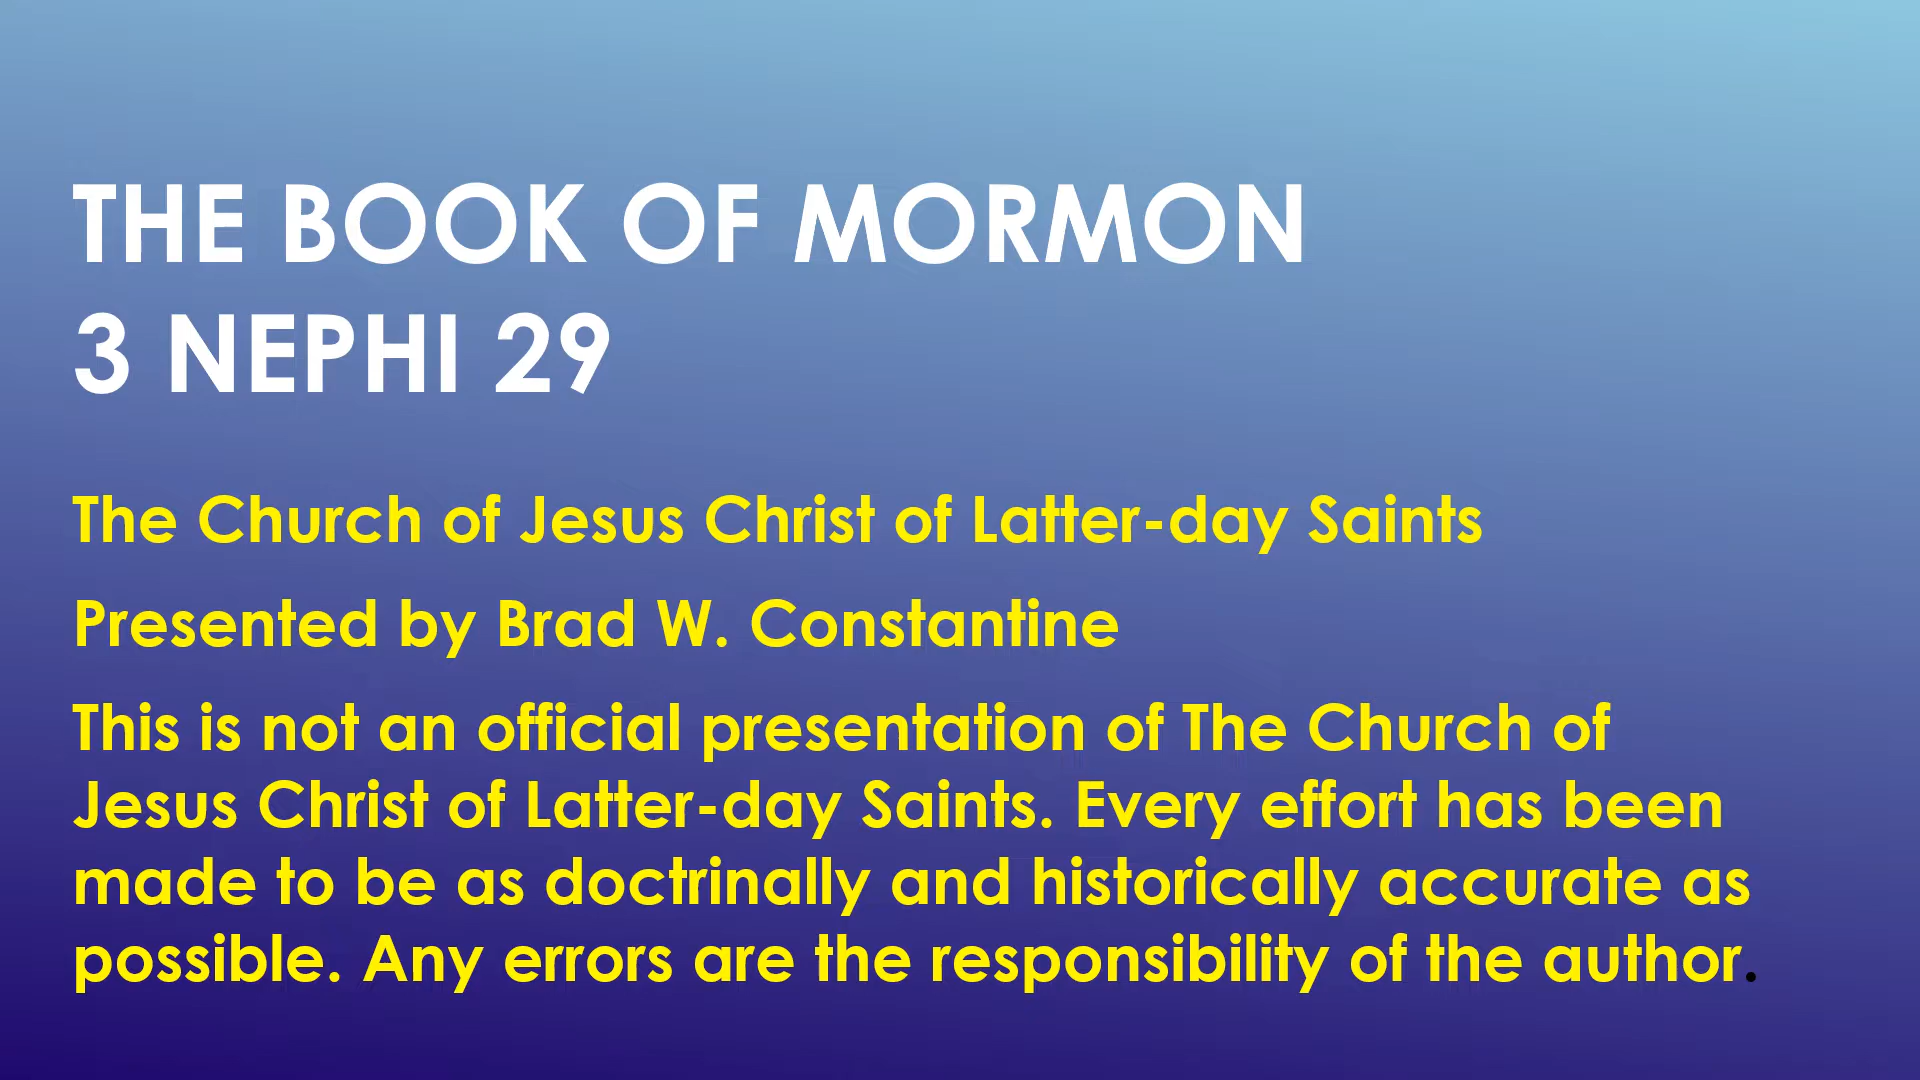 THE BOOK OF MORMON
3 NEPHI 29
The Church of Jesus Christ of Latter-day Saints
Presented by Brad W. Constantine
This is not an official presentation of The Church of
Jesus Christ of Latter-day Saints. Every effort has been
made to be as doctrinally and historically accurate as
possible. Any errors are the responsibility of the author.